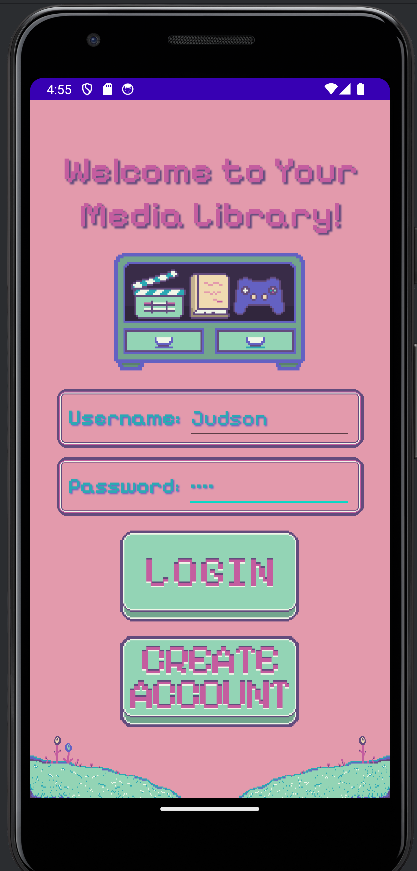 4:55
Welcome to Your
Media Library!
Username: Judson
Password: ····
LOGIN
CREATE
ACCOUNT